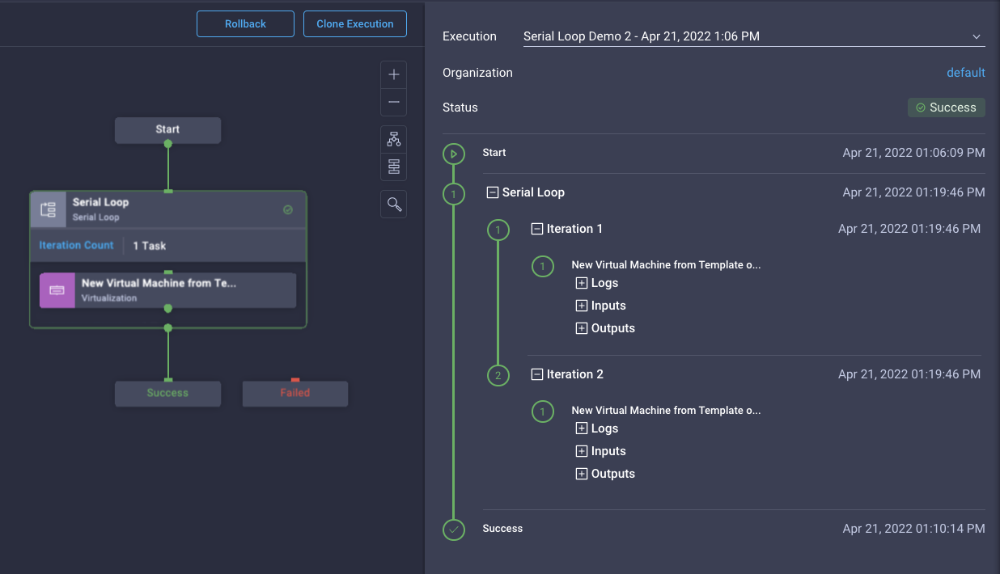 Rollback
Clone Execution
Start
Serial Loop
Serial Loop
Iteration Count 1 Task
New Virtual Machine from Te...
Virtualization
Success
Failed
Execution Serial Loop Demo 2 - Apr 21, 2022 1:06 PM
Organization default
Status Success
Start Apr 21, 2022 01:06:09 PM
1 Serial Loop Apr 21, 2022 01:19:46 PM
1 Iteration 1 Apr 21, 2022 01:19:46 PM
1 New Virtual Machine from Template o...
Logs
Inputs
Outputs
2 Iteration 2 Apr 21, 2022 01:19:46 PM
1 New Virtual Machine from Template o...
Logs
Inputs
Outputs
Success Apr 21, 2022 01:10:14 PM